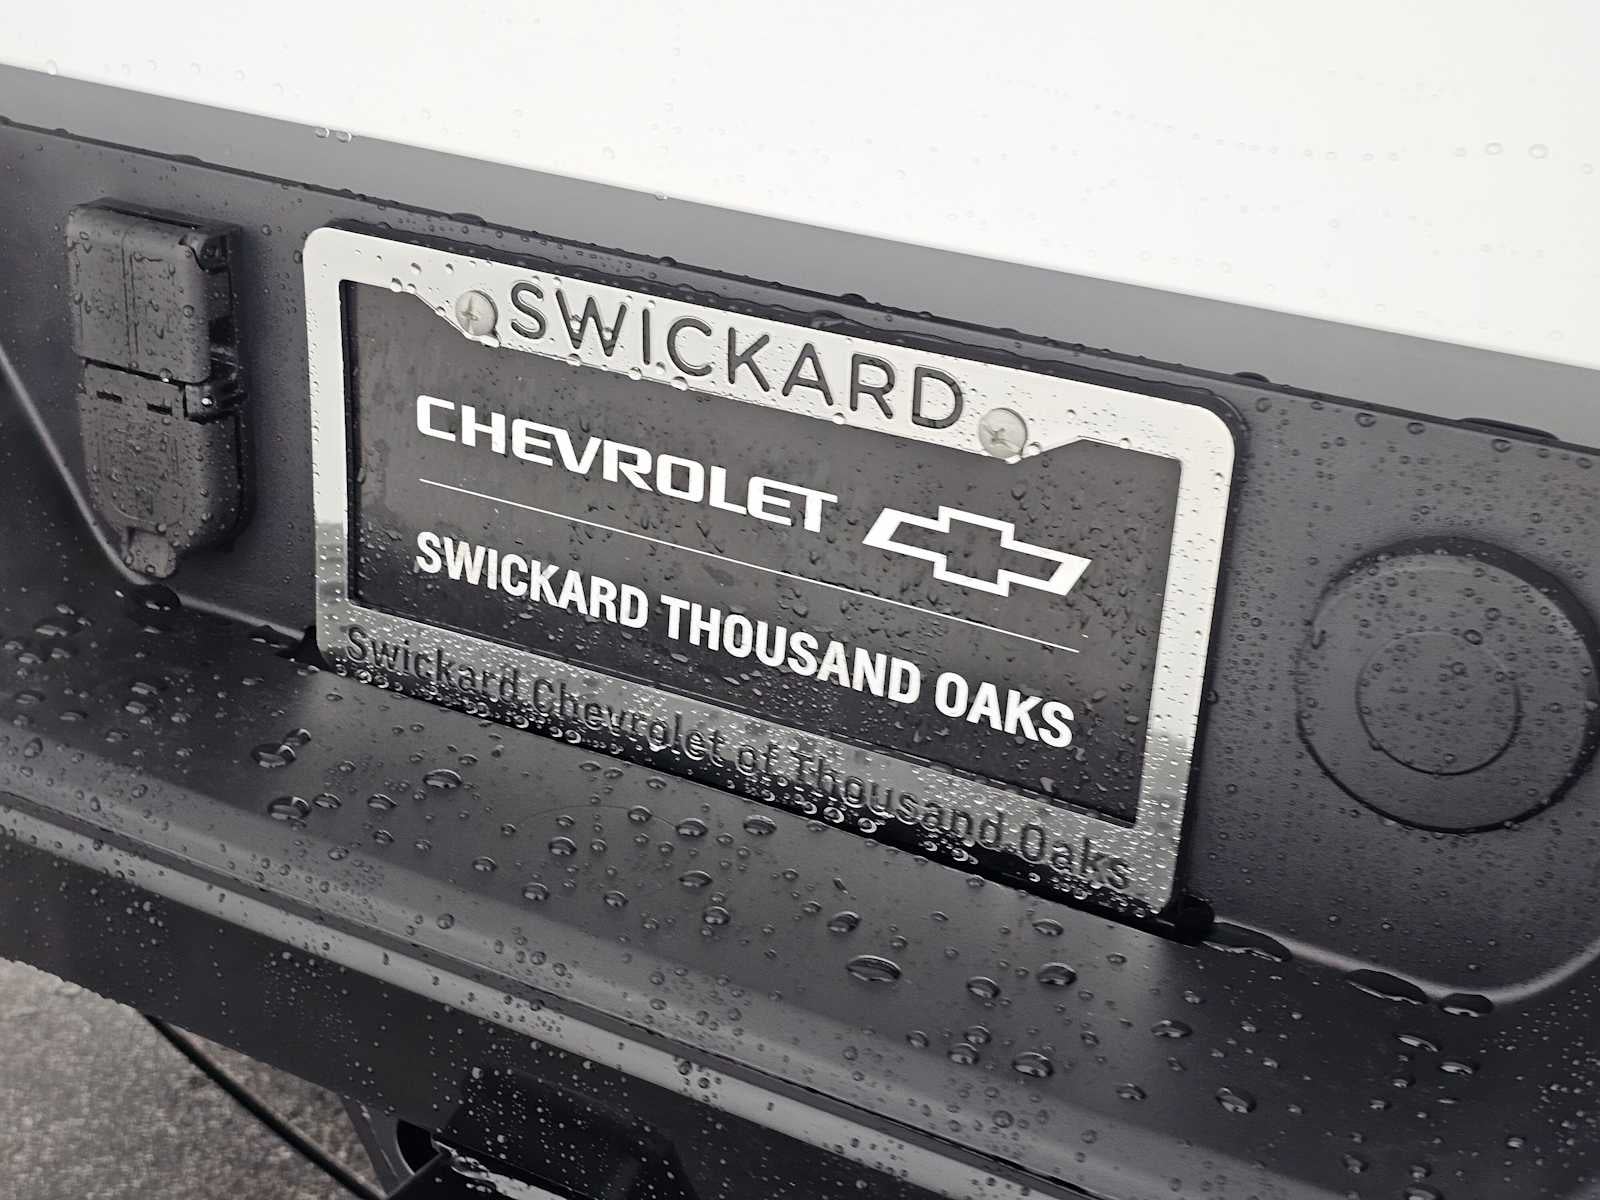 SWICKARD
CHEVROLET
SWICKARD THOUSAND OAKS
Swickard Chevrolet of Thousand Oaks